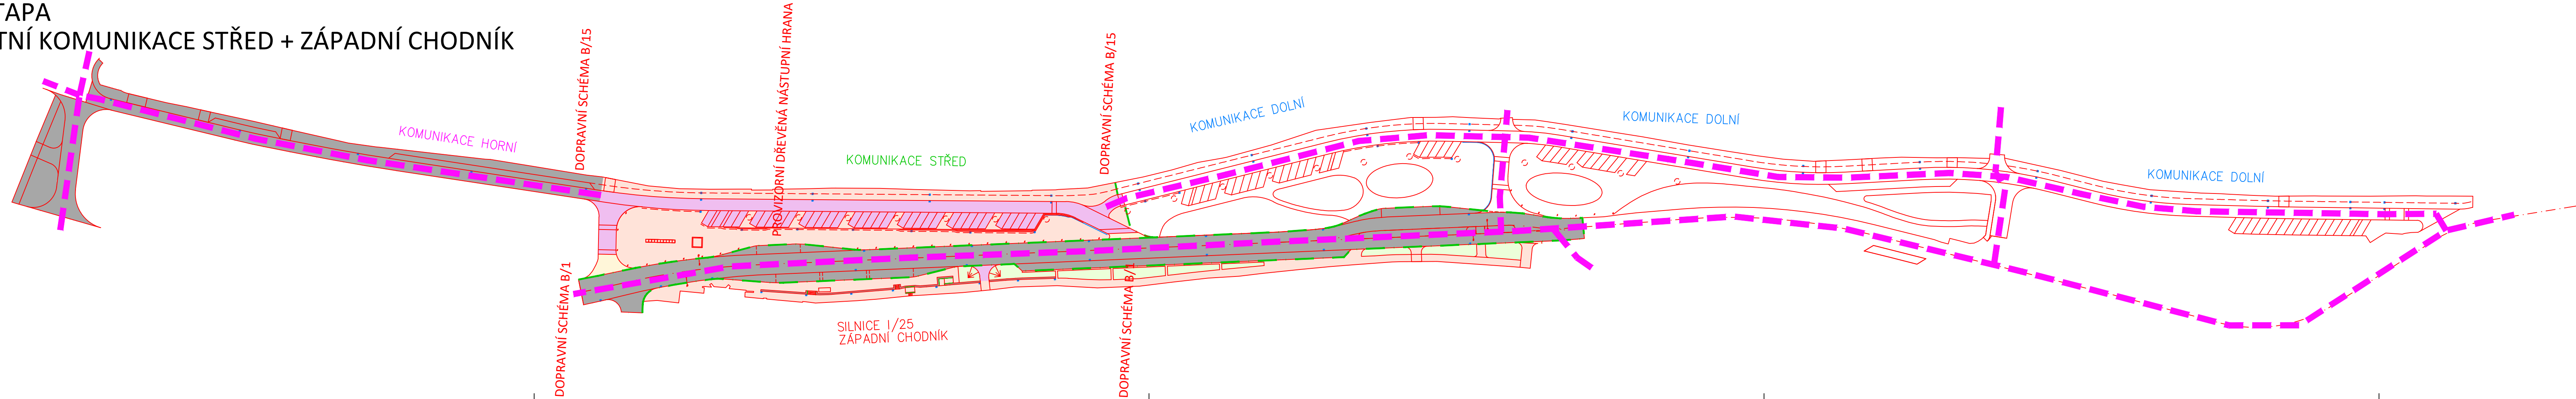 TAPA
TNÍ KOMUNIKACE STŘED + ZÁPADNÍ CHODNÍK
KOMUNIKACE HORNÍ
DOPRAVNÍ SCHÉMA B/15
PROVIZORNÍ DŘEVĚNÁ NÁSTUPNÍ HRANA
KOMUNIKACE STŘED
DOPRAVNÍ SCHÉMA B/15
KOMUNIKACE DOLNÍ
KOMUNIKACE DOLNÍ
KOMUNIKACE DOLNÍ
DOPRAVNÍ SCHÉMA B/1
SILNICE I/25
ZÁPADNÍ CHODNÍK
DOPRAVNÍ SCHÉMA B/1